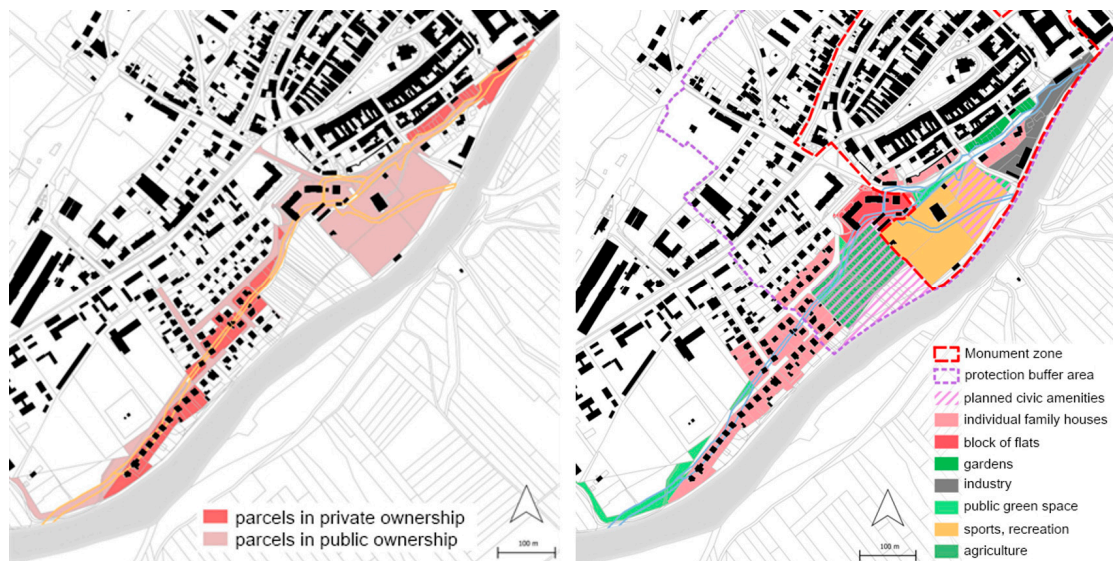 parcels in private ownership
parcels in public ownership
100 m
Monument zone
protection buffer area
planned civic amenities
individual family houses
block of flats
gardens
industry
public green space
sports, recreation
agriculture
100 m